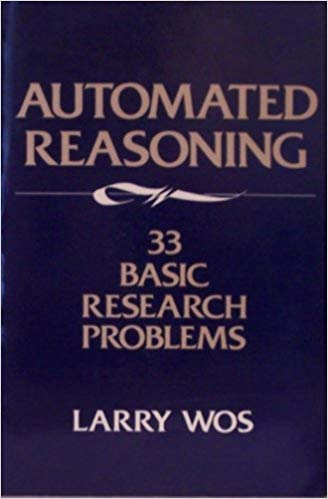 AUTOMATED
REASONING
33
BASIC
RESEARCH
PROBLEMS
LARRY WOS